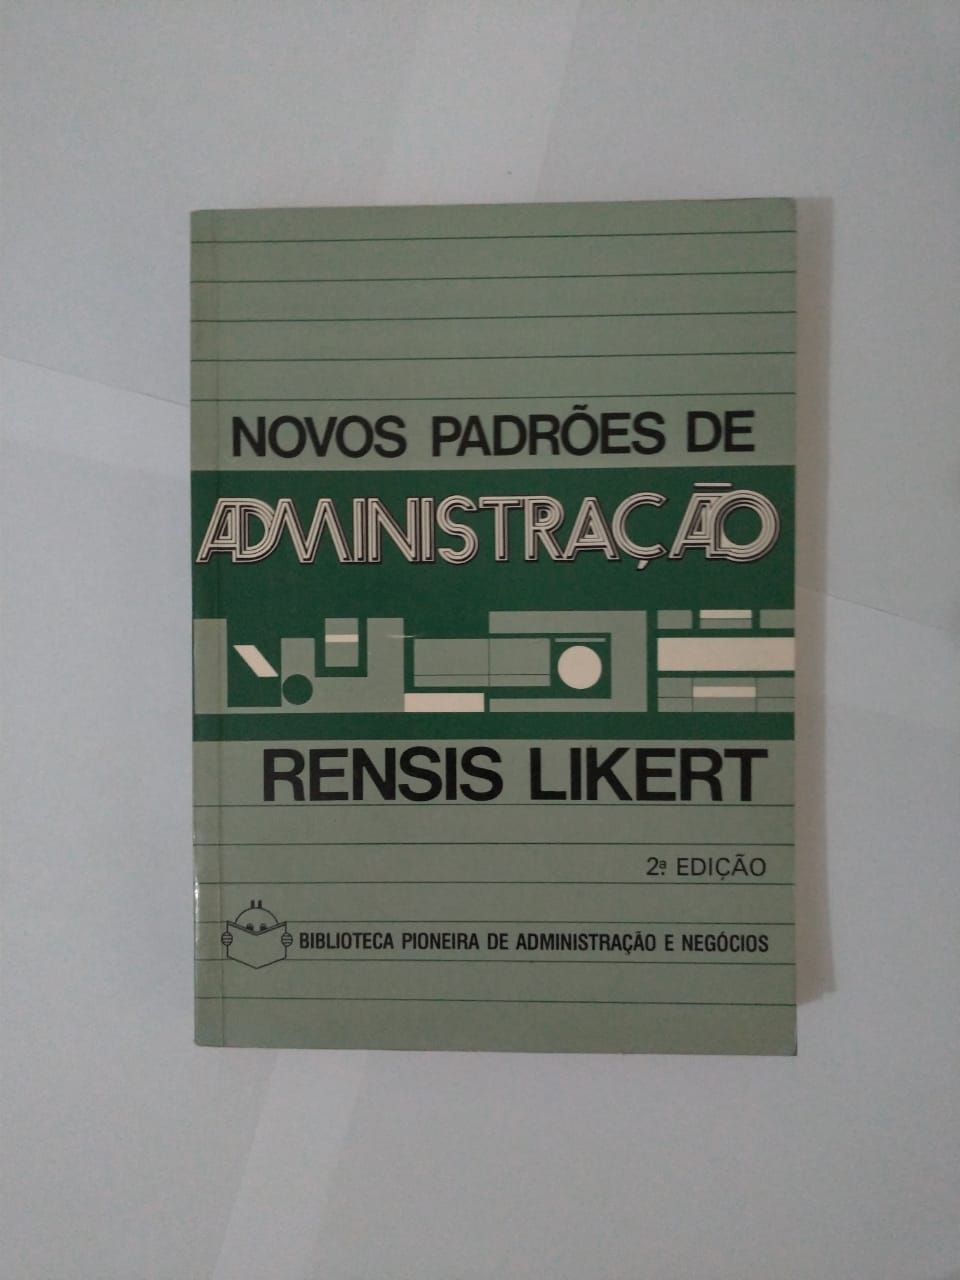 NOVOS PADRÕES DE
ADMINISTRAÇÃO
RENSIS LIKERT
2ª EDIÇÃO
BIBLIOTECA PIONEIRA DE ADMINISTRAÇÃO E NEGÓCIOS